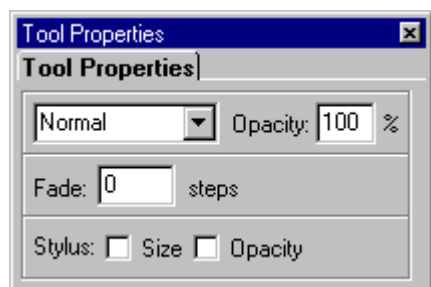 Tool Properties
Tool Properties
Normal Opacity: 100 %
Fade: 0 steps
Stylus: Size Opacity